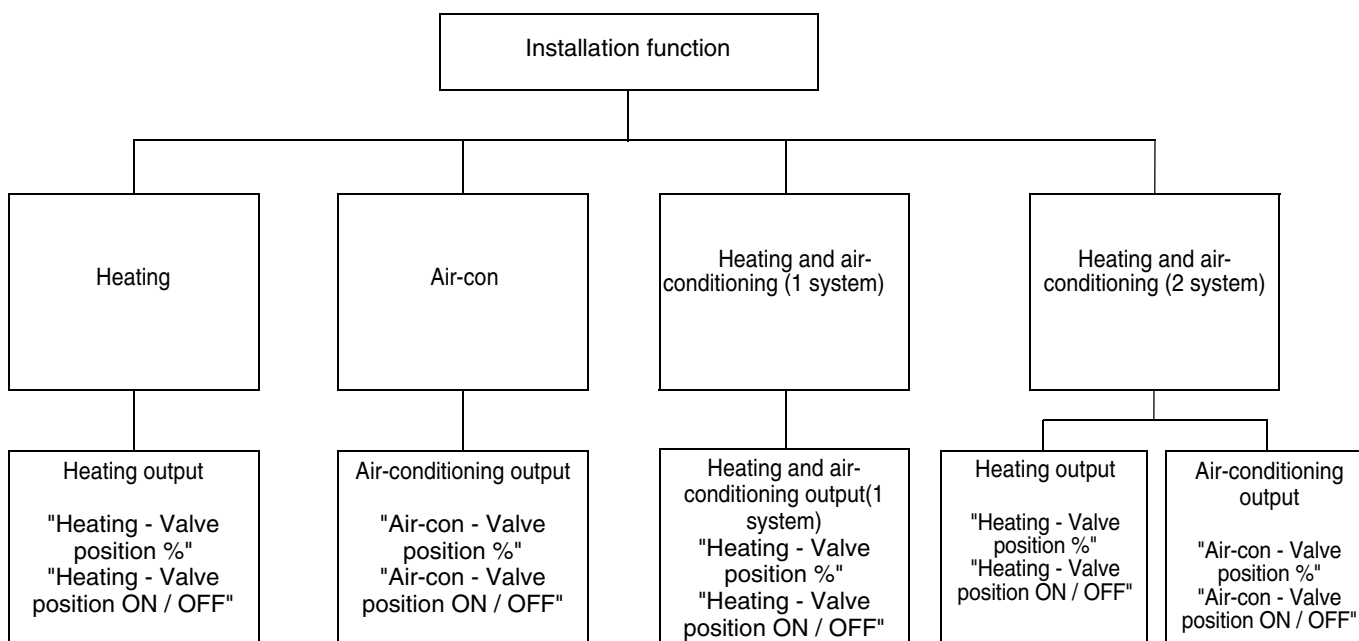 Installation function
Heating
Air-con
Heating and air-
conditioning (1 system)
Heating and air-
conditioning (2 system)
Heating output
"Heating - Valve
position %"
"Heating - Valve
position ON / OFF"
Air-conditioning output
"Air-con - Valve
position %"
"Air-con - Valve
position ON / OFF"
Heating and air-
conditioning output(1
system)
"Heating - Valve
position %"
"Heating - Valve
position ON / OFF"
Heating output
"Heating - Valve
position %"
"Heating - Valve
position ON / OFF"
Air-conditioning
output
"Air-con - Valve
position %"
"Air-con - Valve
position ON / OFF"